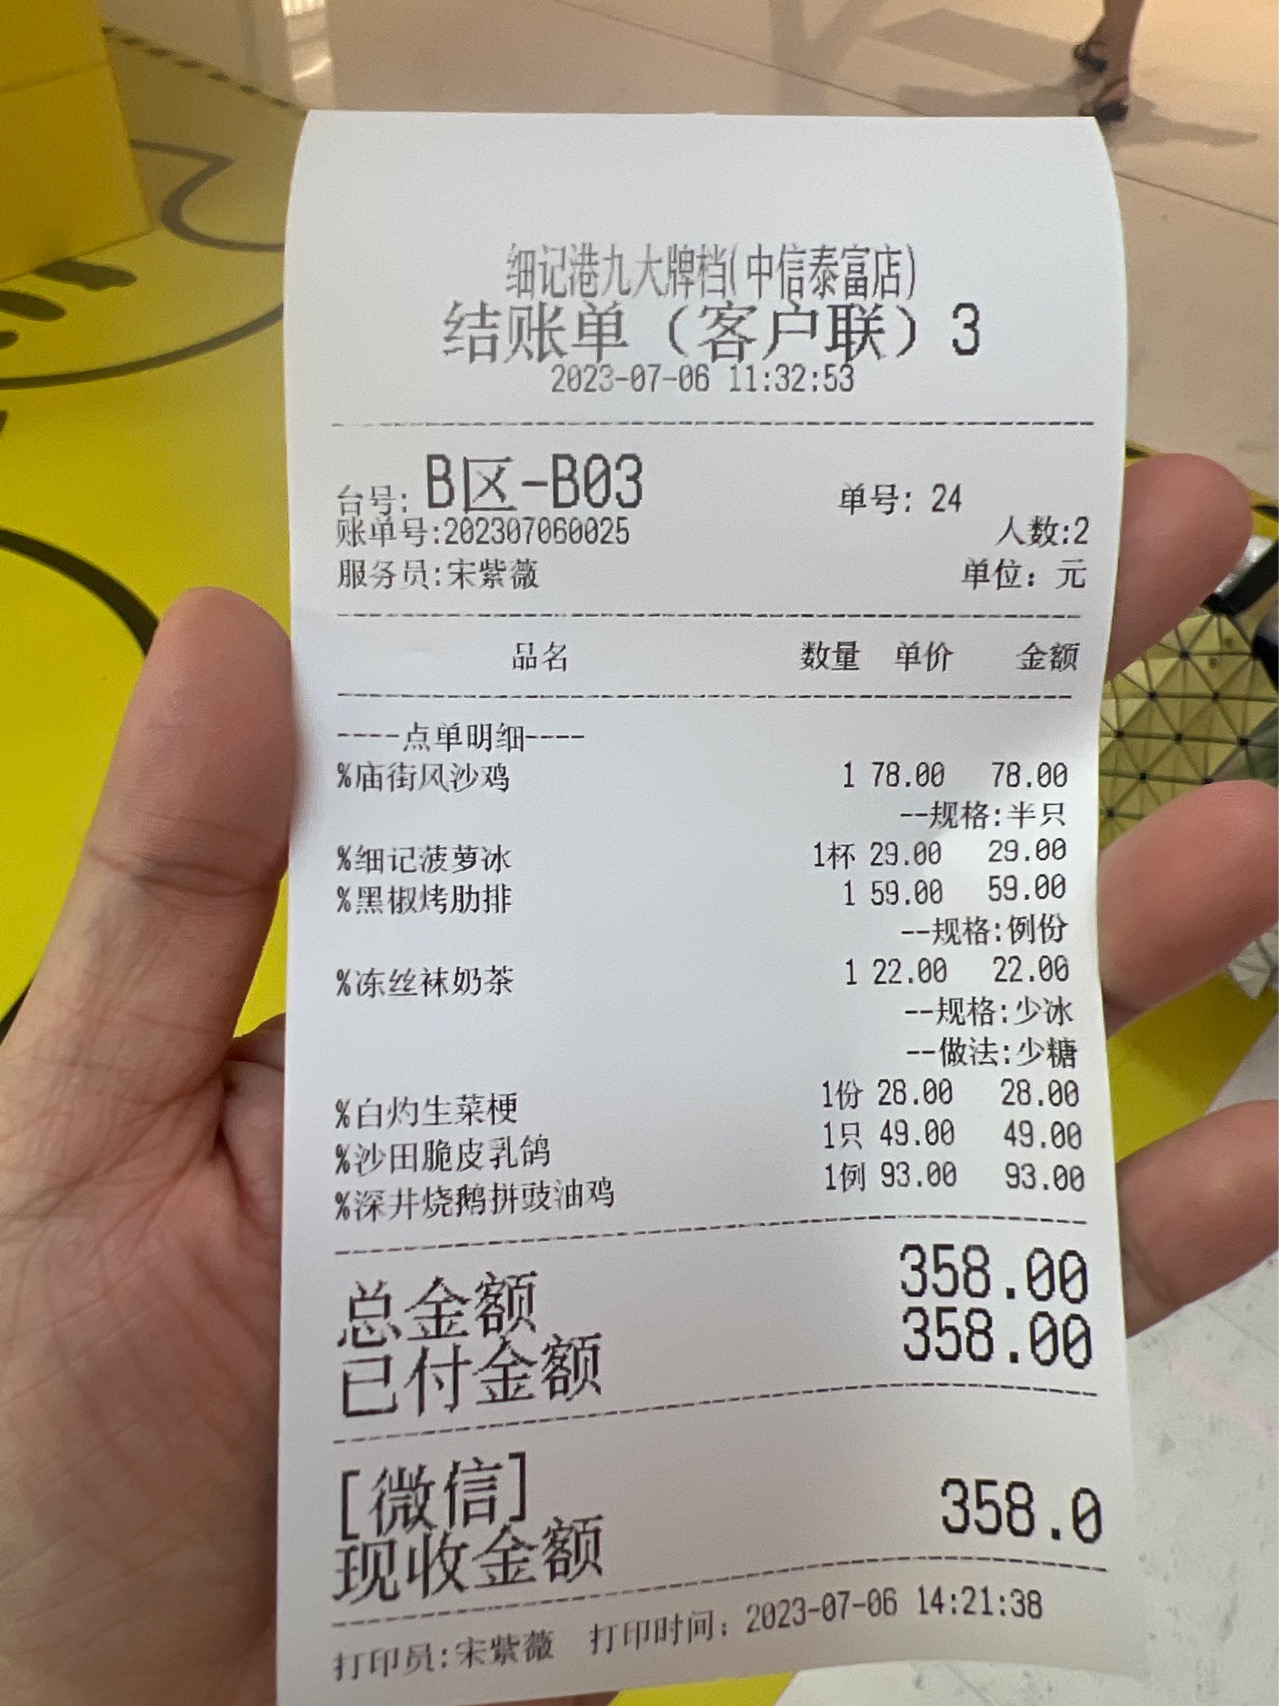 细记港九大牌档(中信泰富店)
结账单（客户联）3
2023-07-06 11:32:53
台号: B区-B03 单号: 24
账单号:202307060025 人数:2
服务员:宋紫薇 单位: 元
品名 数量 单价 金额
----点单明细----
%庙街风沙鸡 1 78.00 78.00
--规格:半只
%细记菠萝冰 1杯 29.00 29.00
%黑椒烤肋排 1 59.00 59.00
--规格:例份
%冻丝袜奶茶 1 22.00 22.00
--规格:少冰
--做法:少糖
%白灼生菜梗 1份 28.00 28.00
%沙田脆皮乳鸽 1只 49.00 49.00
%深井烧鹅拼豉油鸡 1例 93.00 93.00
总金额 358.00
已付金额 358.00
[微信] 358.0
现收金额
打印员:宋紫薇 打印时间: 2023-07-06 14:21:38